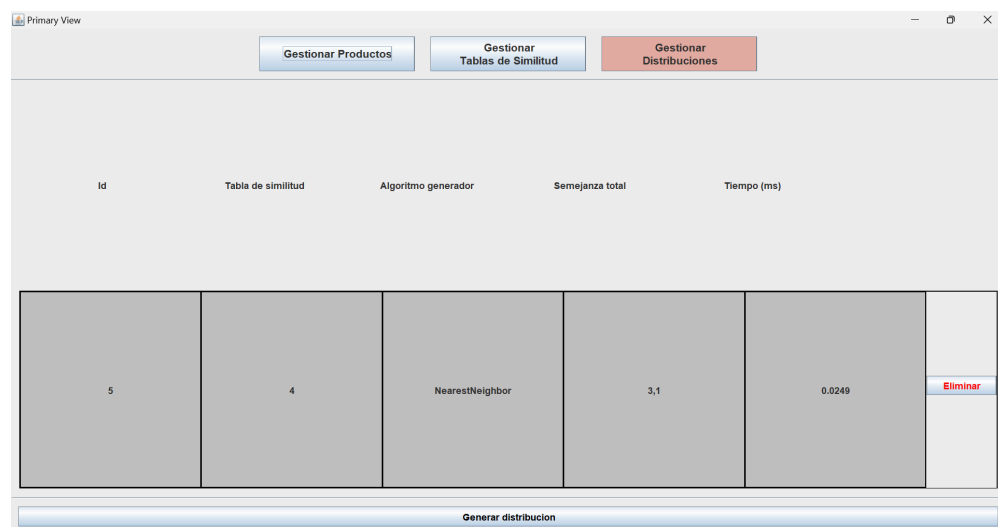 Primary View
Gestionar Productos
Gestionar
Tablas de Similitud
Gestionar
Distribuciones
Id Tabla de similitud Algoritmo generador Semejanza total Tiempo (ms)
5 4 NearestNeighbor 3,1 0.0249 Eliminar
Generar distribucion